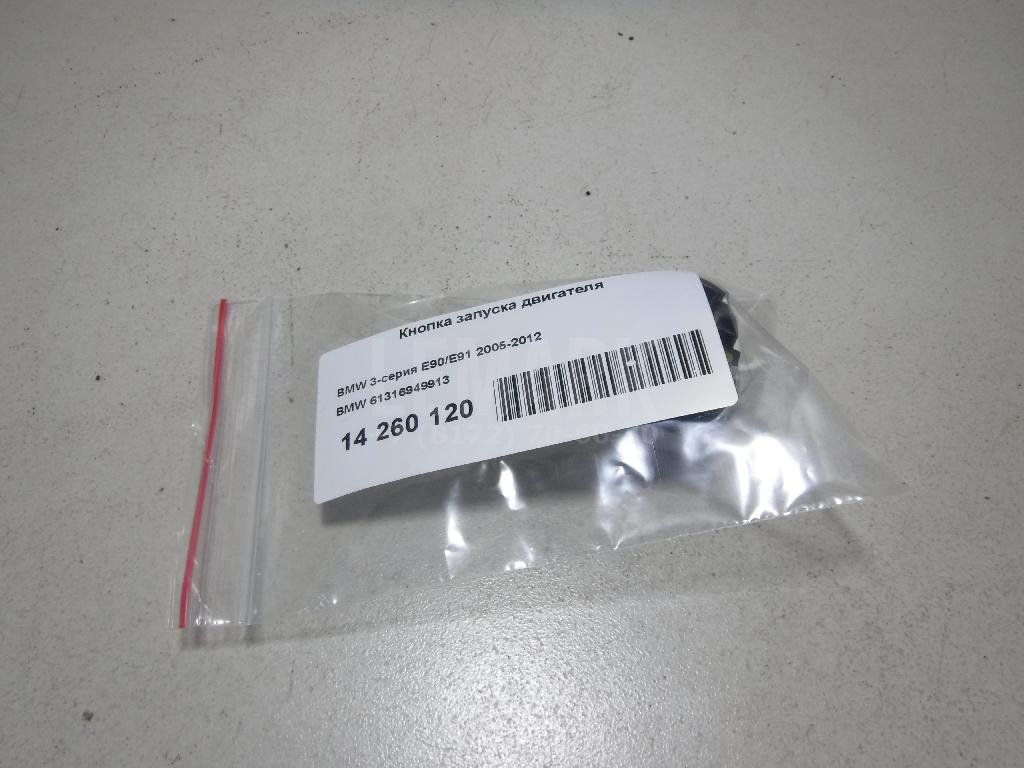 Кнопка запуска двигателя
BMW 3-серия E90/E91 2005-2012
BMW 61316949913
14 260 120